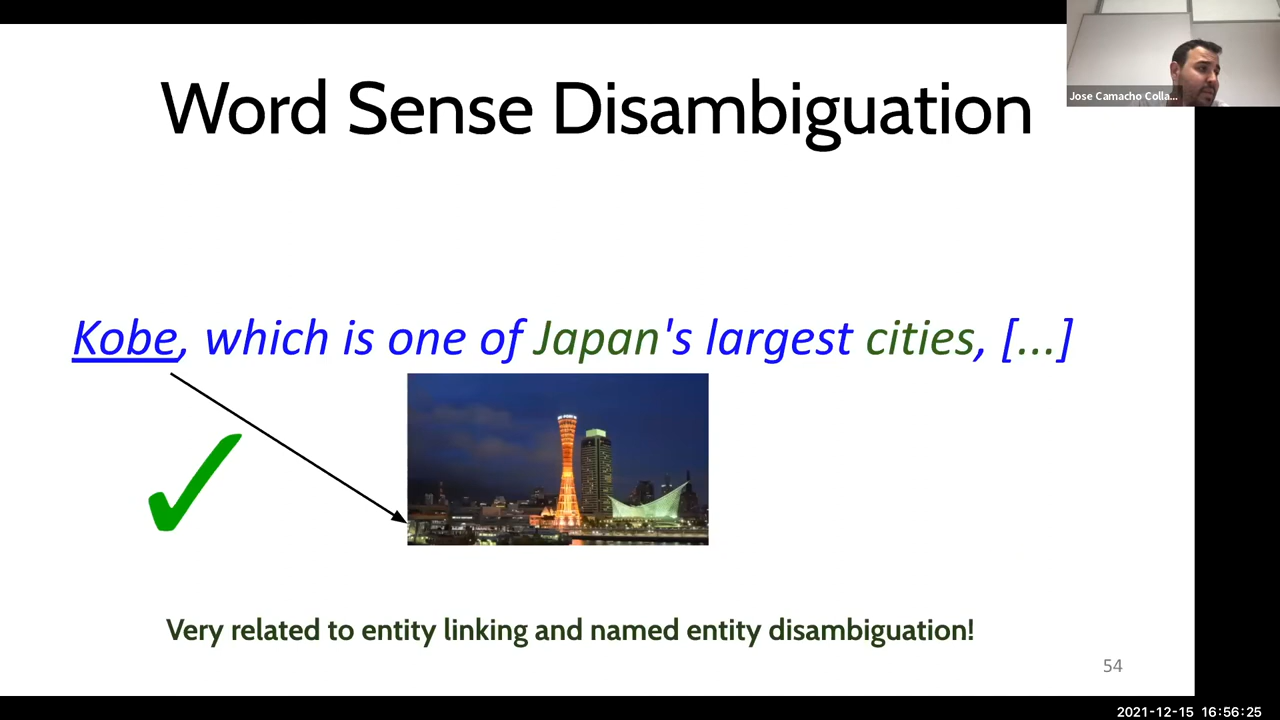 Word Sense Disambiguation
Jose Camacho Colla...
Kobe, which is one of Japan's largest cities, [...]
Very related to entity linking and named entity disambiguation!
54
2021-12-15 16:56:25